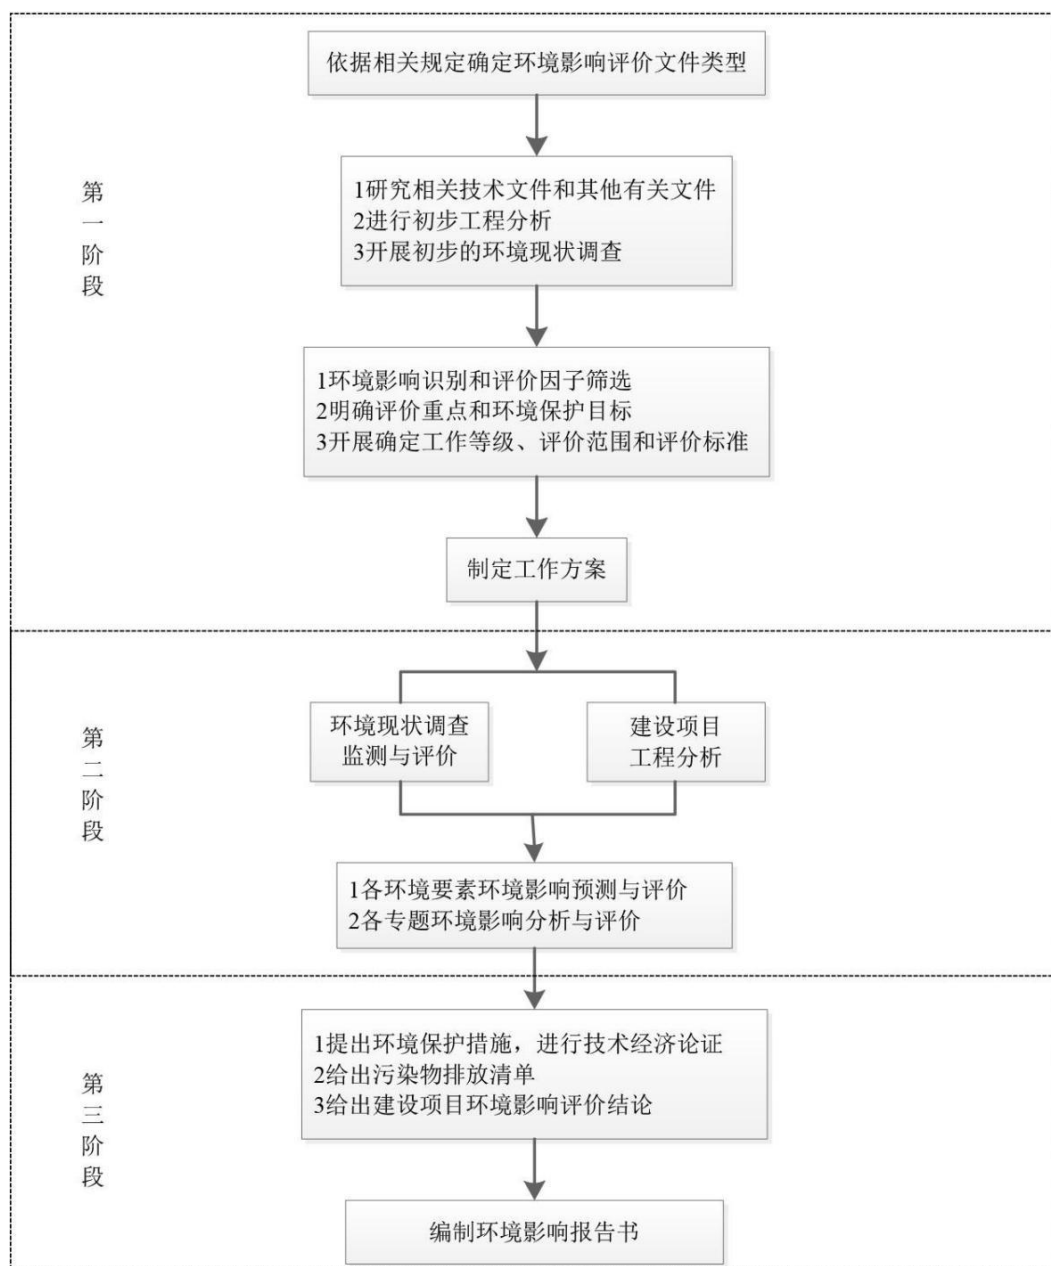 依据相关规定确定环境影响评价文件类型
第一阶段
1研究相关技术文件和其他有关文件
2进行初步工程分析
3开展初步的环境现状调查
1环境影响识别和评价因子筛选
2明确评价重点和环境保护目标
3开展确定工作等级、评价范围和评价标准
制定工作方案
第二阶段
环境现状调查
监测与评价
建设项目
工程分析
1各环境要素环境影响预测与评价
2各专题环境影响分析与评价
第三阶段
1提出环境保护措施，进行技术经济论证
2给出污染物排放清单
3给出建设项目环境影响评价结论
编制环境影响报告书